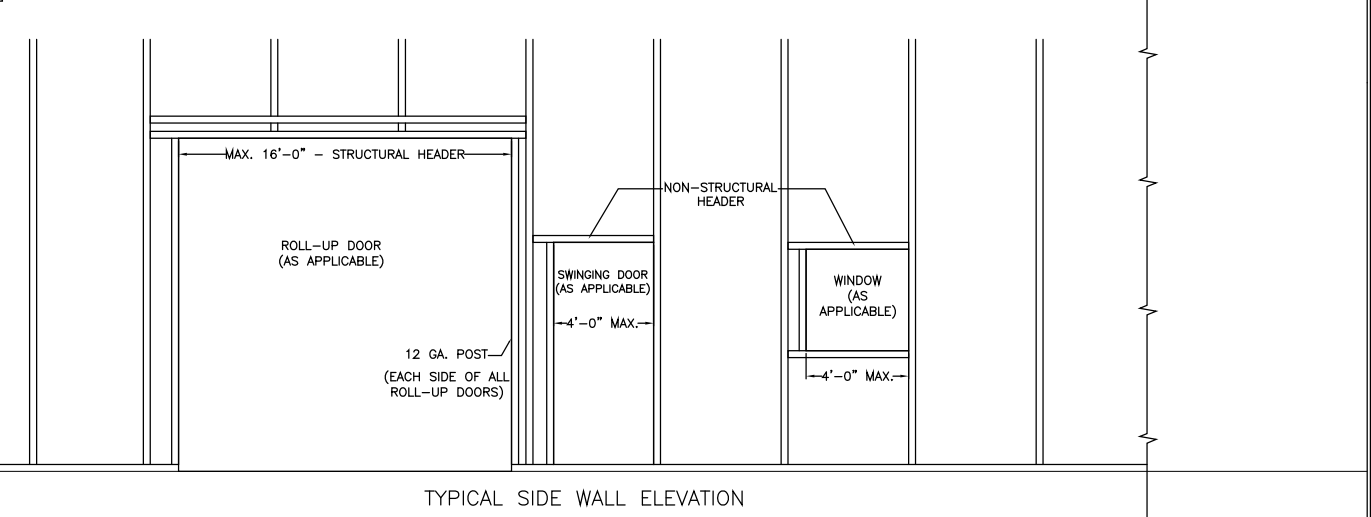 MAX. 16'-0" - STRUCTURAL HEADER
NON-STRUCTURAL
HEADER
ROLL-UP DOOR
(AS APPLICABLE)
SWINGING DOOR
(AS APPLICABLE)
4'-0" MAX.
WINDOW
(AS
APPLICABLE)
4'-0" MAX.
12 GA. POST
(EACH SIDE OF ALL
ROLL-UP DOORS)
TYPICAL SIDE WALL ELEVATION